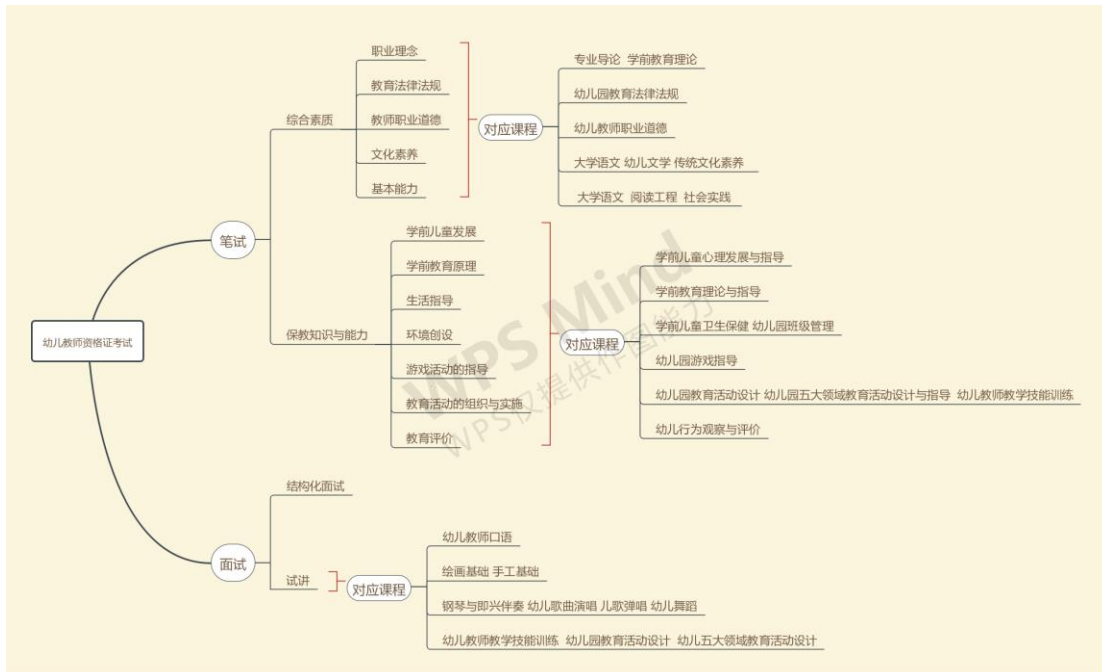 幼儿教师资格证考试
笔试
综合素质
职业理念
教育法律法规
教师职业道德
文化素养
基本能力
对应课程
专业导论 学前教育理论
幼儿园教育法律法规
幼儿教师职业道德
大学语文 幼儿文学 传统文化素养
大学语文 阅读工程 社会实践
保教知识与能力
学前儿童发展
学前教育原理
生活指导
环境创设
游戏活动的指导
教育活动的组织与实施
教育评价
对应课程
学前儿童心理发展与指导
学前教育理论与指导
学前儿童卫生保健 幼儿园班级管理
幼儿园游戏指导
幼儿园教育活动设计 幼儿园五大领域教育活动设计与指导 幼儿教师教学技能训练
幼儿行为观察与评价
面试
结构化面试
试讲
对应课程
幼儿教师口语
绘画基础 手工基础
钢琴与即兴伴奏 幼儿歌曲演唱 儿歌弹唱 幼儿舞蹈
幼儿教师教学技能训练 幼儿园教育活动设计 幼儿五大领域教育活动设计
WPS Mind
WPS仅提供作图能力